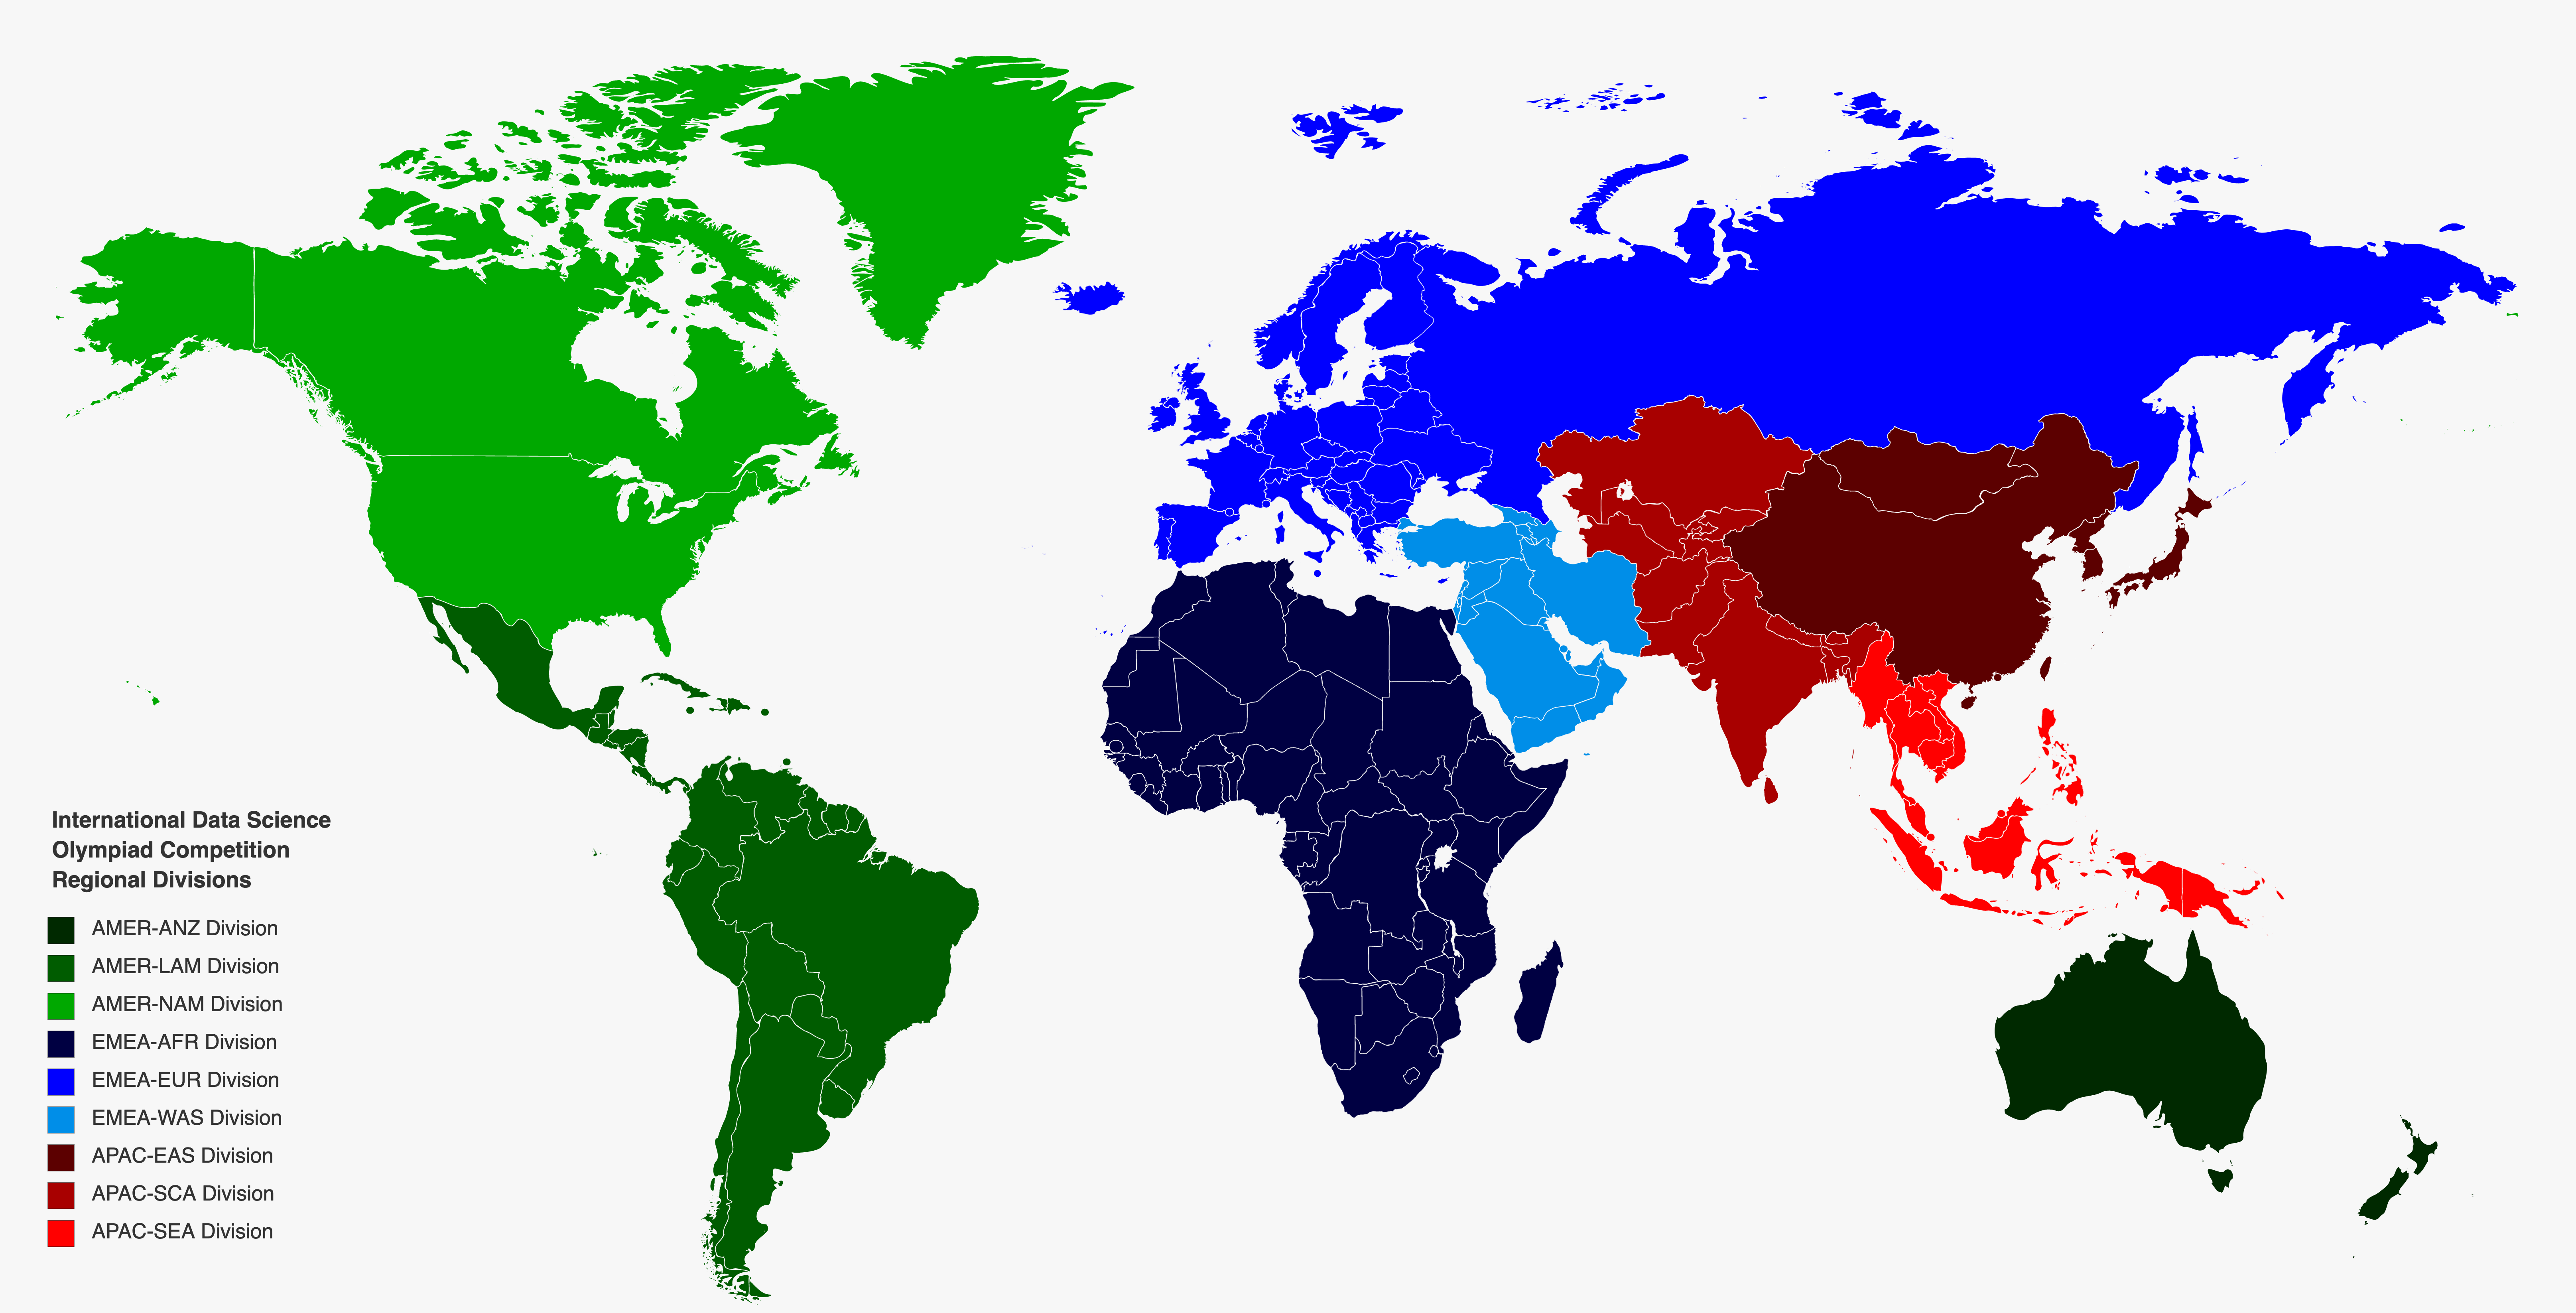 International Data Science
Olympiad Competition
Regional Divisions
AMER-ANZ Division
AMER-LAM Division
AMER-NAM Division
EMEA-AFR Division
EMEA-EUR Division
EMEA-WAS Division
APAC-EAS Division
APAC-SCA Division
APAC-SEA Division